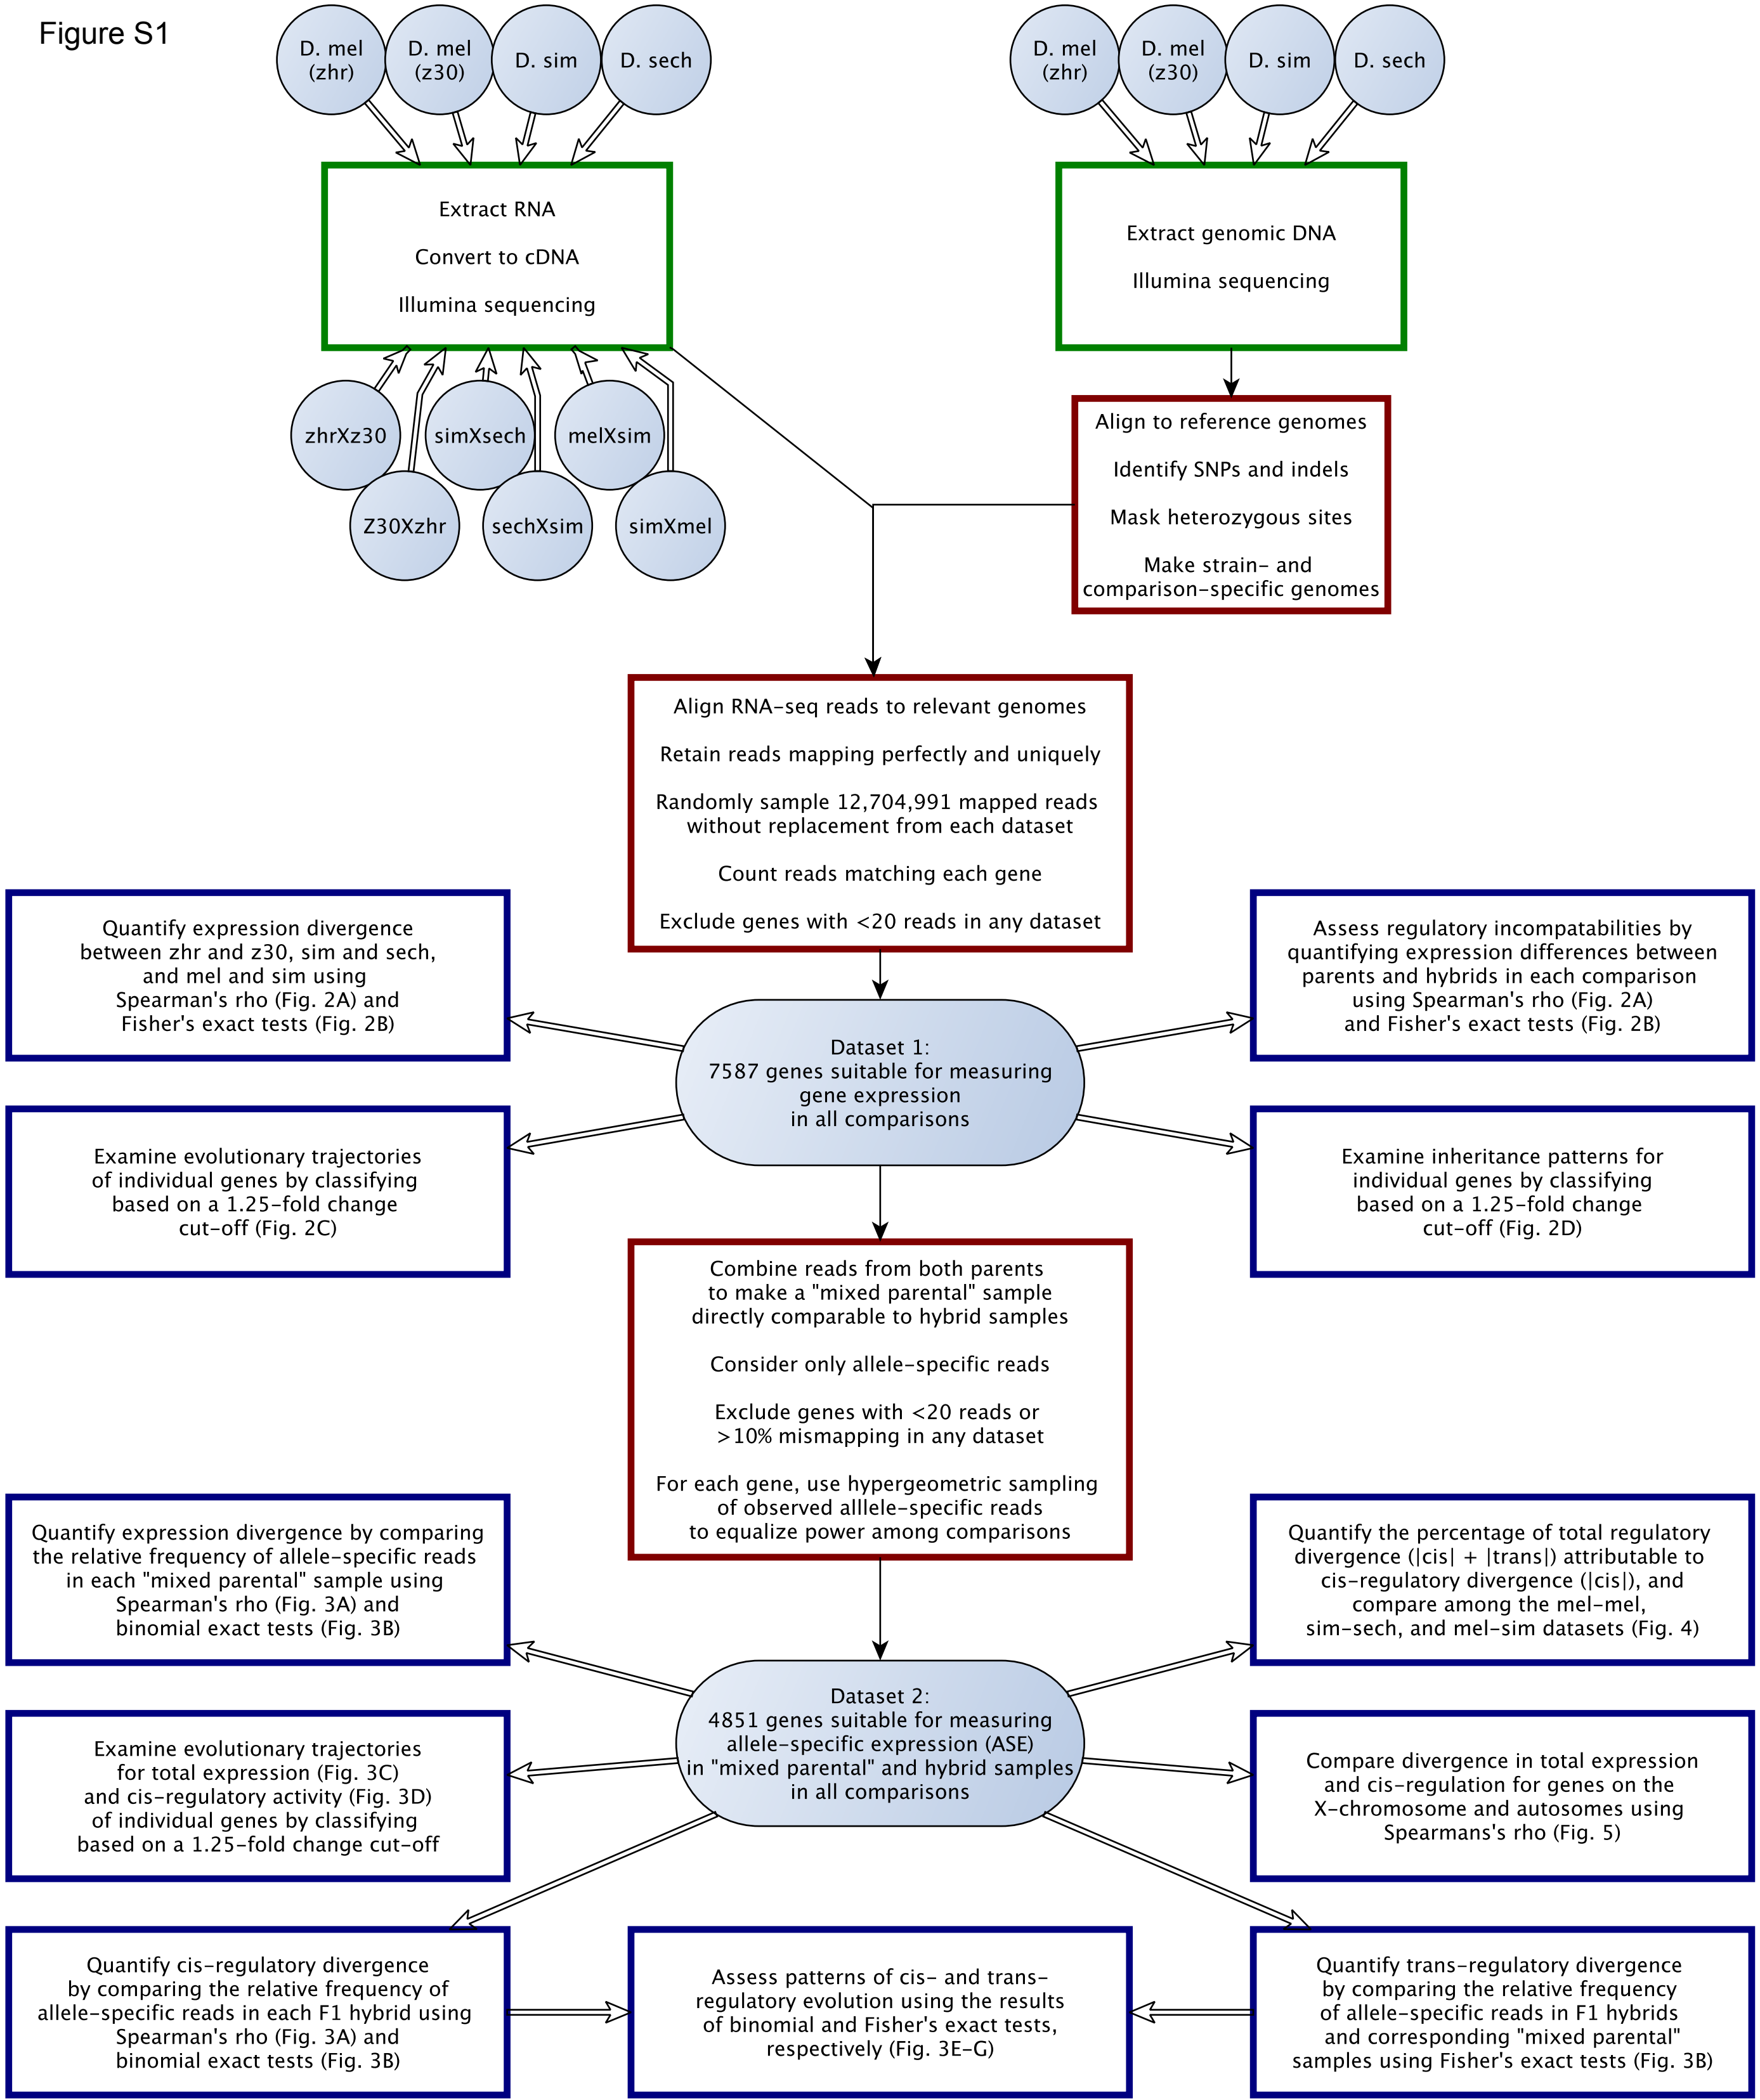 Figure S1
D. mel
(zhr)
D. mel
(z30)
D. sim
D. sech
D. mel
(zhr)
D. mel
(z30)
D. sim
D. sech
Extract RNA
Convert to cDNA
Illumina sequencing
Extract genomic DNA
Illumina sequencing
zhrXz30
simXsech
melXsim
Z30Xzhr
sechXsim
simXmel
Align to reference genomes
Identify SNPs and indels
Mask heterozygous sites
Make strain- and
comparison-specific genomes
Align RNA-seq reads to relevant genomes
Retain reads mapping perfectly and uniquely
Randomly sample 12,704,991 mapped reads
without replacement from each dataset
Count reads matching each gene
Exclude genes with <20 reads in any dataset
Quantify expression divergence
between zhr and z30, sim and sech,
and mel and sim using
Spearman's rho (Fig. 2A) and
Fisher's exact tests (Fig. 2B)
Assess regulatory incompatabilities by
quantifying expression differences between
parents and hybrids in each comparison
using Spearman's rho (Fig. 2A)
and Fisher's exact tests (Fig. 2B)
Dataset 1:
7587 genes suitable for measuring
gene expression
in all comparisons
Examine evolutionary trajectories
of individual genes by classifying
based on a 1.25-fold change
cut-off (Fig. 2C)
Examine inheritance patterns for
individual genes by classifying
based on a 1.25-fold change
cut-off (Fig. 2D)
Combine reads from both parents
to make a "mixed parental" sample
directly comparable to hybrid samples
Consider only allele-specific reads
Exclude genes with <20 reads or
>10% mismapping in any dataset
For each gene, use hypergeometric sampling
of observed alllele-specific reads
to equalize power among comparisons
Quantify expression divergence by comparing
the relative frequency of allele-specific reads
in each "mixed parental" sample using
Spearman's rho (Fig. 3A) and
binomial exact tests (Fig. 3B)
Quantify the percentage of total regulatory
divergence (|cis| + |trans|) attributable to
cis-regulatory divergence (|cis|), and
compare among the mel-mel,
sim-sech, and mel-sim datasets (Fig. 4)
Dataset 2:
4851 genes suitable for measuring
allele-specific expression (ASE)
in "mixed parental" and hybrid samples
in all comparisons
Examine evolutionary trajectories
for total expression (Fig. 3C)
and cis-regulatory activity (Fig. 3D)
of individual genes by classifying
based on a 1.25-fold change cut-off
Compare divergence in total expression
and cis-regulation for genes on the
X-chromosome and autosomes using
Spearmans's rho (Fig. 5)
Quantify cis-regulatory divergence
by comparing the relative frequency of
allele-specific reads in each F1 hybrid using
Spearman's rho (Fig. 3A) and
binomial exact tests (Fig. 3B)
Assess patterns of cis- and trans-
regulatory evolution using the results
of binomial and Fisher's exact tests,
respectively (Fig. 3E-G)
Quantify trans-regulatory divergence
by comparing the relative frequency
of allele-specific reads in F1 hybrids
and corresponding "mixed parental"
samples using Fisher's exact tests (Fig. 3B)